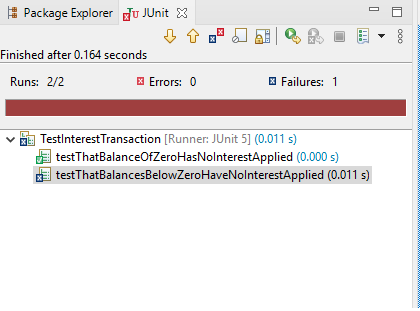 Package Explorer JUnit
Finished after 0.164 seconds
Runs: 2/2 Errors: 0 Failures: 1
TestInterestTransaction [Runner: JUnit 5] (0.011 s)
testThatBalanceOfZeroHasNoInterestApplied (0.000 s)
testThatBalancesBelowZeroHaveNoInterestApplied (0.011 s)